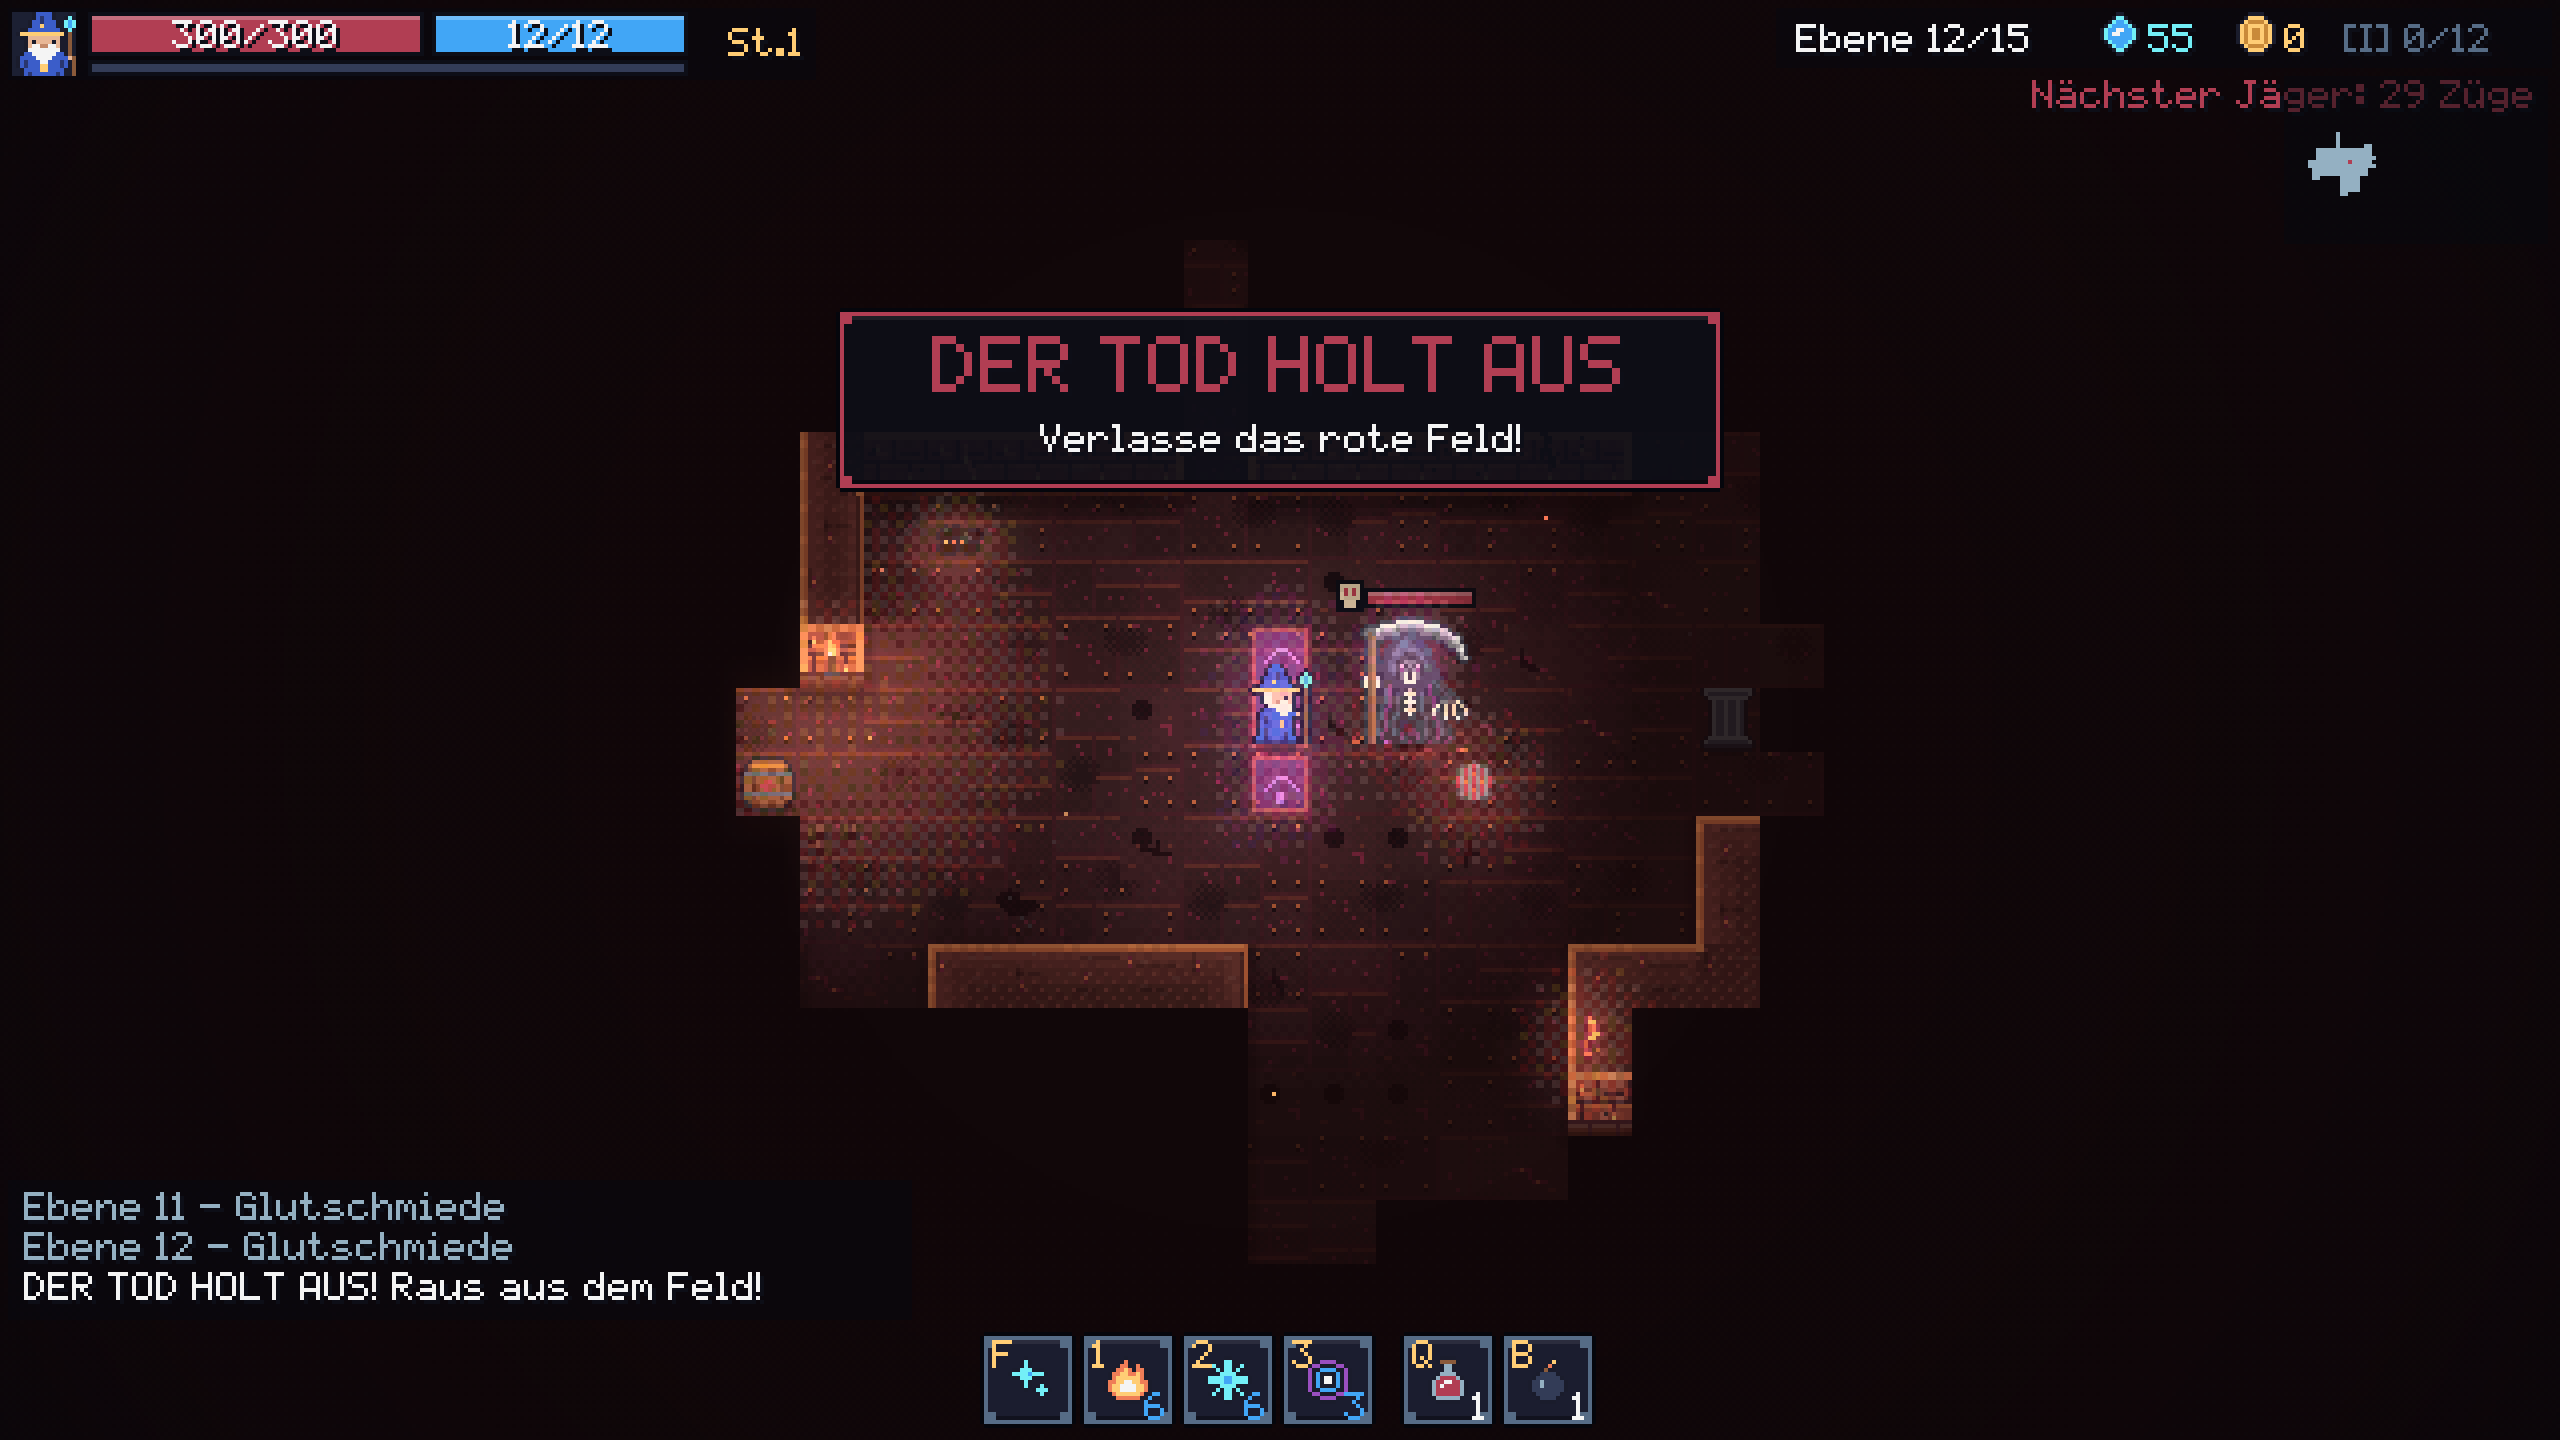 300/300 12/12 St.1 Ebene 12/15 55 0 [I] 0/12
Nächster Jäger: 29 Züge
DER TOD HOLT AUS
Verlasse das rote Feld!
Ebene 11 - Glutschmiede
Ebene 12 - Glutschmiede
DER TOD HOLT AUS! Raus aus dem Feld!
F 1 2 3 Q B
6 6 3 1 1